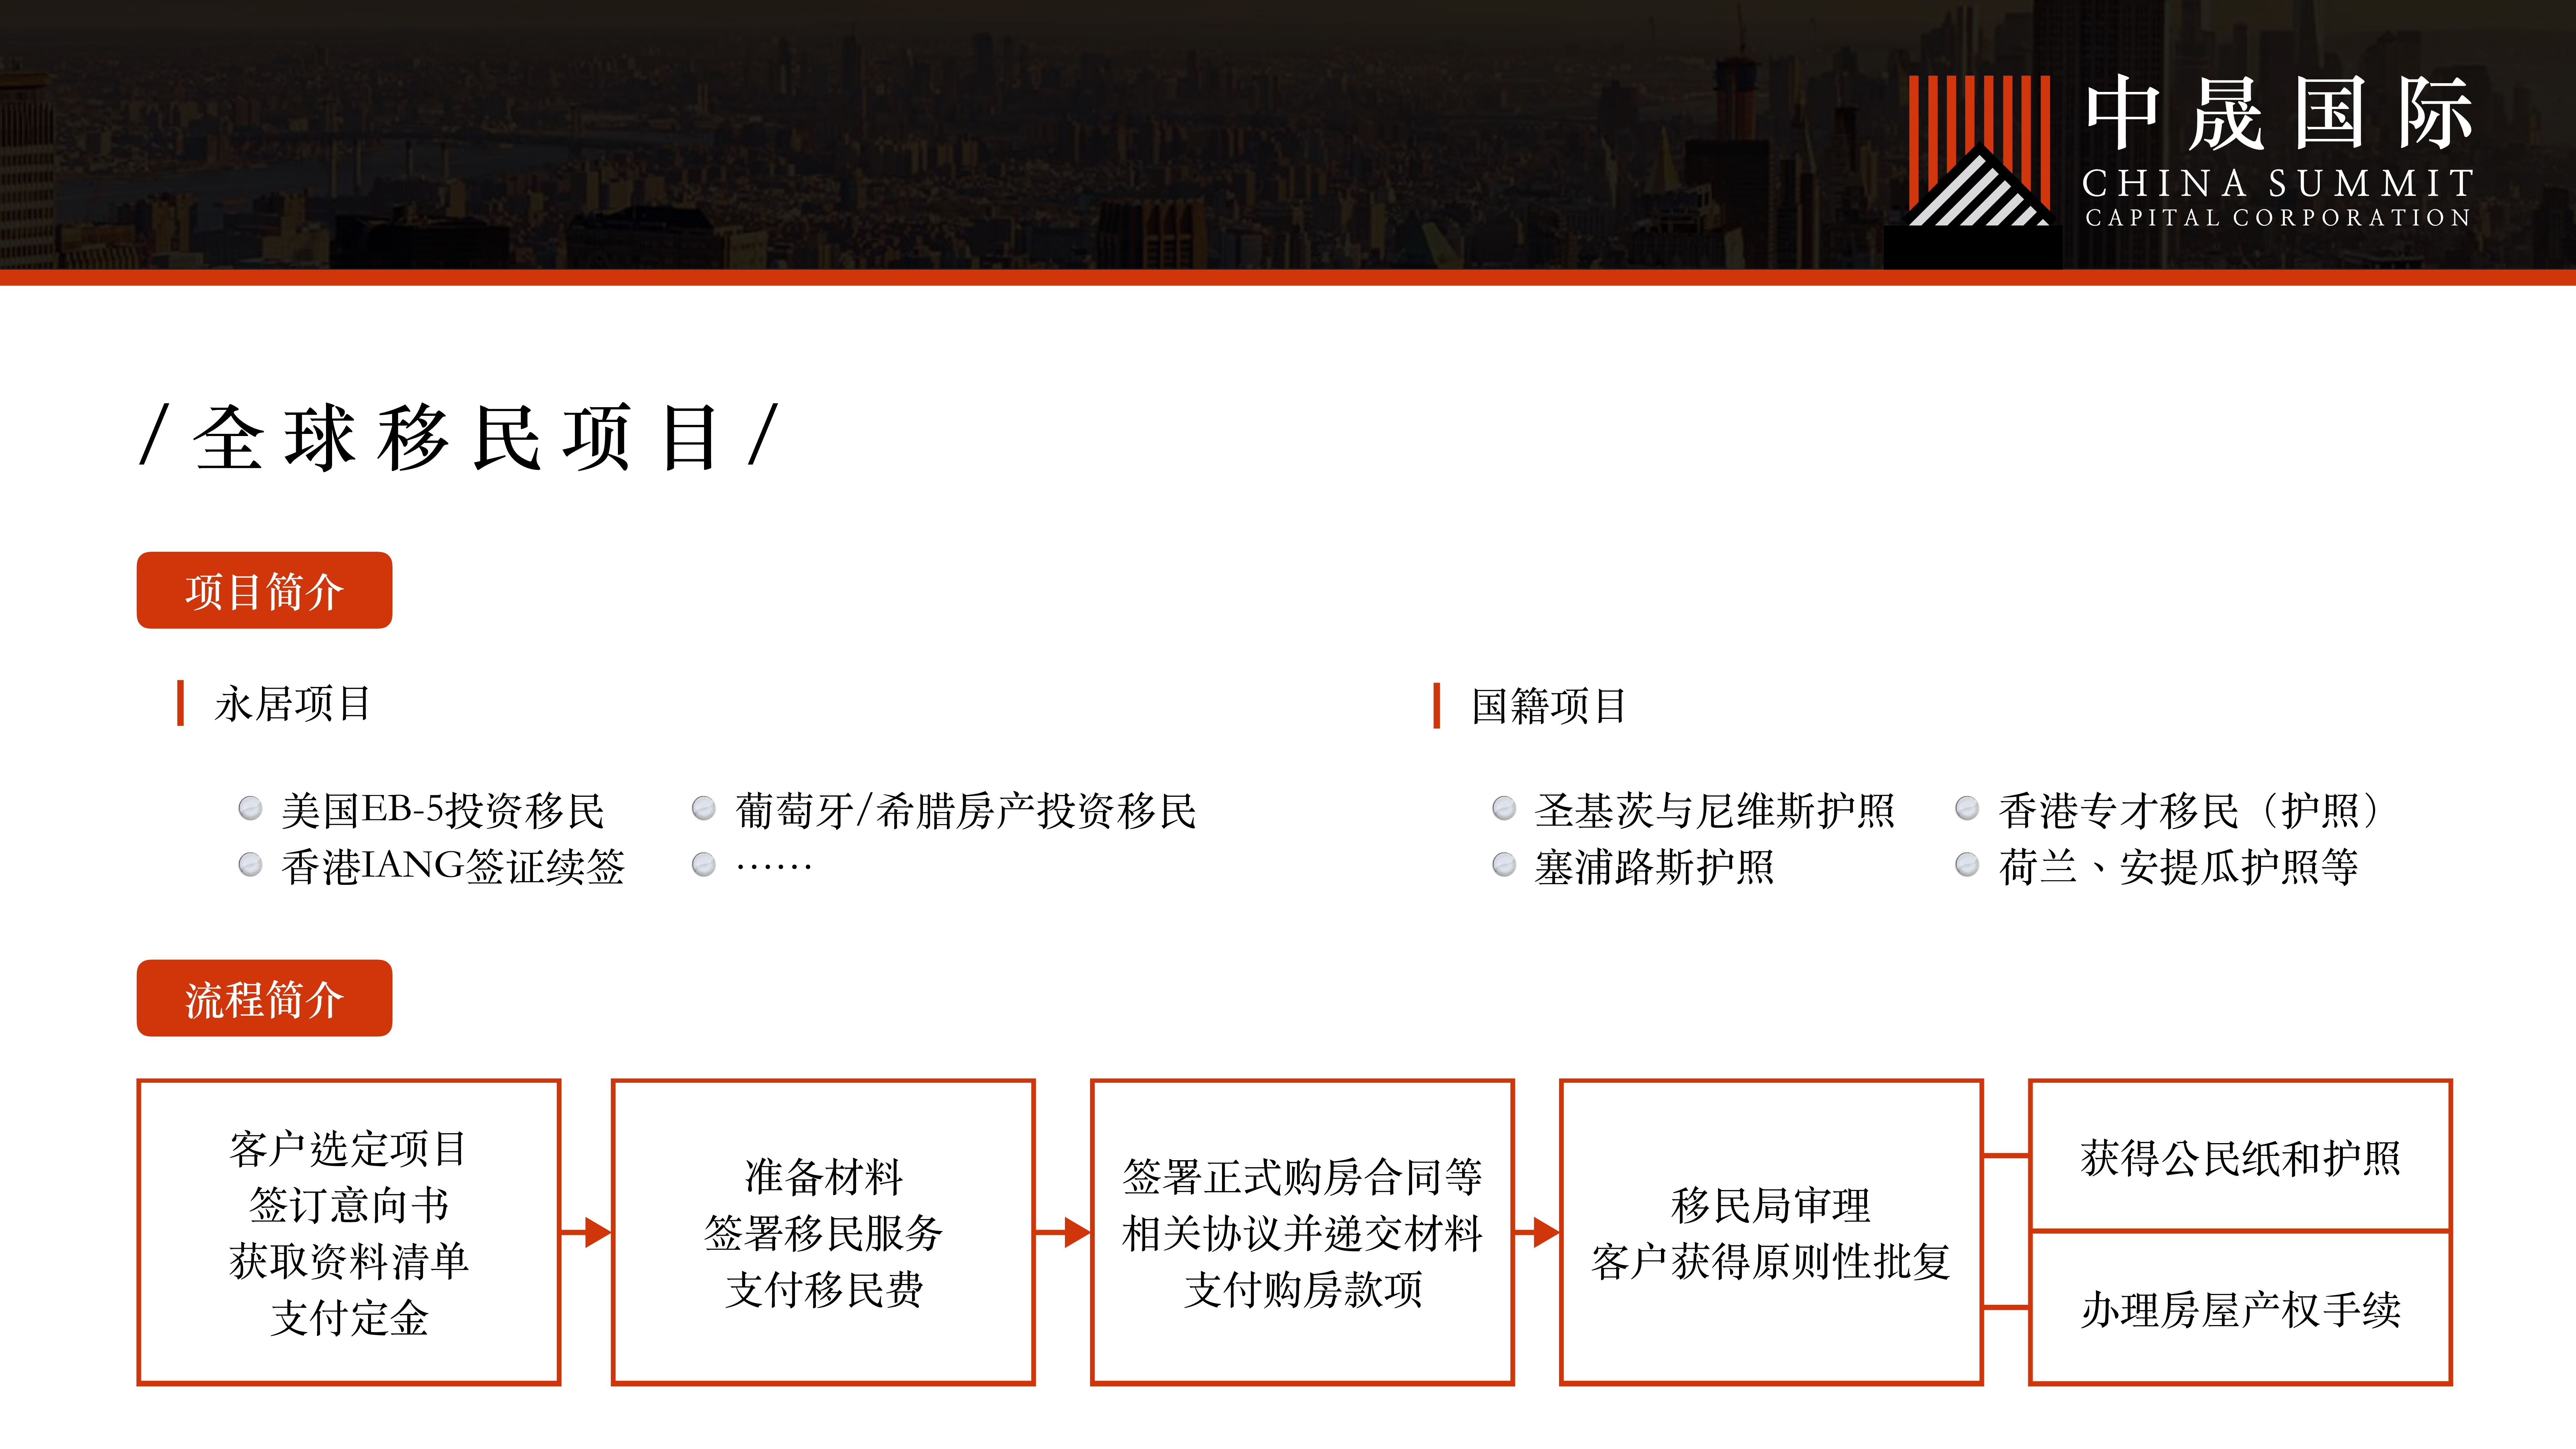 中晟国际
CHINA SUMMIT
CAPITAL CORPORATION
/全球移民项目/
项目简介
永居项目
美国EB-5投资移民
香港IANG签证续签
葡萄牙/希腊房产投资移民
……
国籍项目
圣基茨与尼维斯护照
塞浦路斯护照
香港专才移民（护照）
荷兰、安提瓜护照等
流程简介
客户选定项目
签订意向书
获取资料清单
支付定金
准备材料
签署移民服务
支付移民费
签署正式购房合同等
相关协议并递交材料
支付购房款项
移民局审理
客户获得原则性批复
获得公民纸和护照
办理房屋产权手续